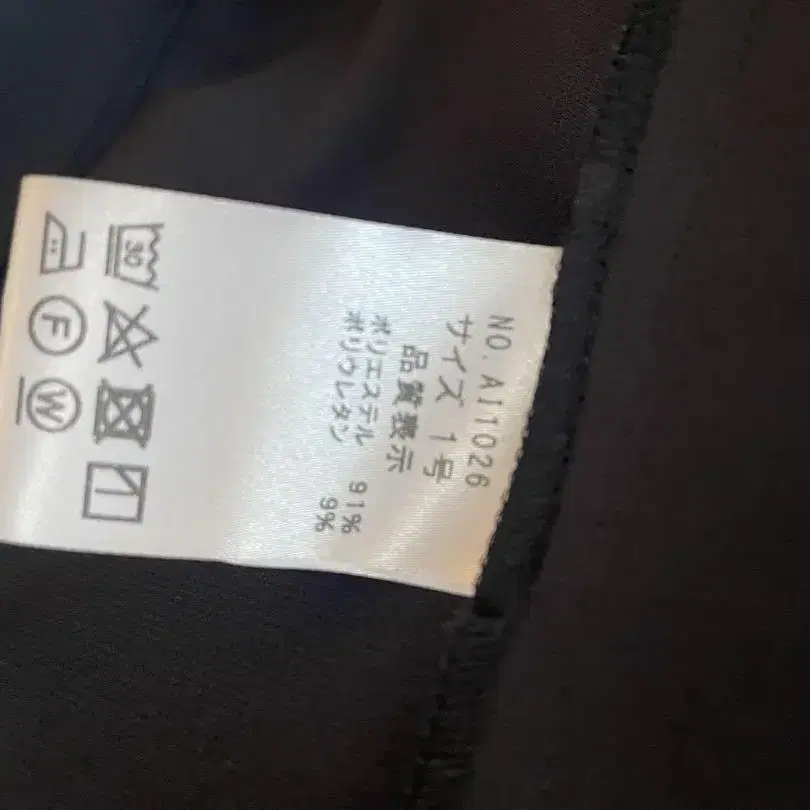 NO. AI1026
サイズ 1号
品質表示
ポリエステル 91%
ポリウレタン 9%
30
F
W